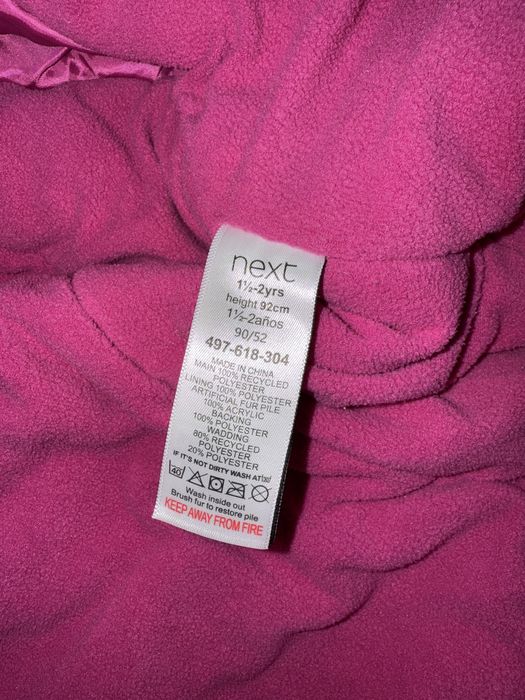 next
1½-2yrs
height 92cm
1½-2años
90/52
497-618-304
MADE IN CHINA
MAIN 100% RECYCLED
POLYESTER
LINING 100% POLYESTER
ARTIFICIAL FUR PILE
100% ACRYLIC
BACKING
100% POLYESTER
WADDING
80% RECYCLED
POLYESTER
20% POLYESTER
IF IT'S NOT DIRTY WASH AT
40
Wash inside out
Brush fur to restore pile
KEEP AWAY FROM FIRE